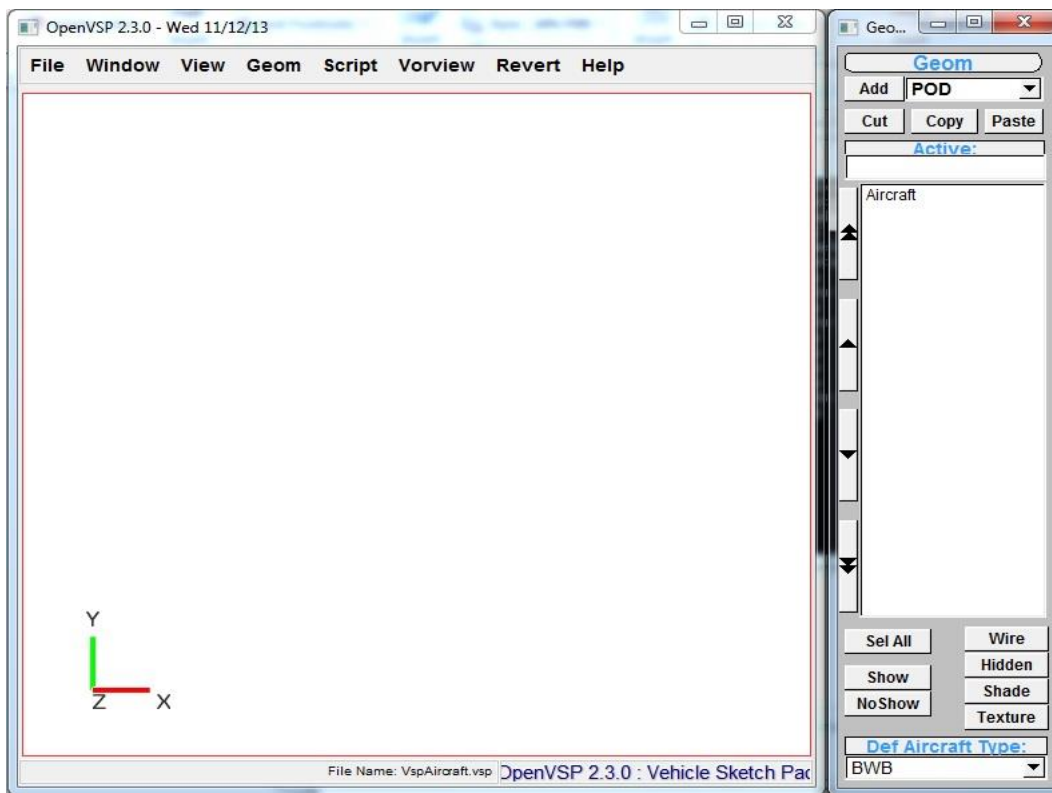 OpenVSP 2.3.0 - Wed 11/12/13
File Window View Geom Script Vorview Revert Help
Y
Z X
File Name: VspAircraft.vsp OpenVSP 2.3.0 : Vehicle Sketch Pad
Geo...
Geom
Add POD
Cut Copy Paste
Active:
Aircraft
Sel All Wire
Hidden
Show Shade
NoShow Texture
Def Aircraft Type:
BWB